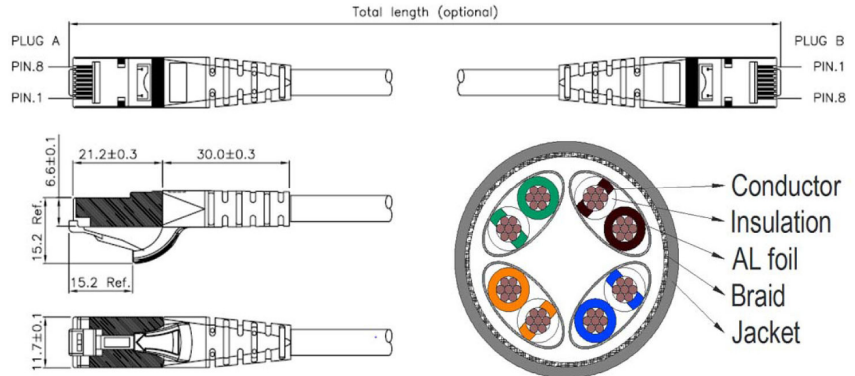 Total length (optional)
PLUG A
PLUG B
PIN.8
PIN.1
PIN.1
PIN.8
21.2±0.3
30.0±0.3
6.6±0.1
15.2 Ref.
15.2 Ref.
11.7±0.1
Conductor
Insulation
AL foil
Braid
Jacket